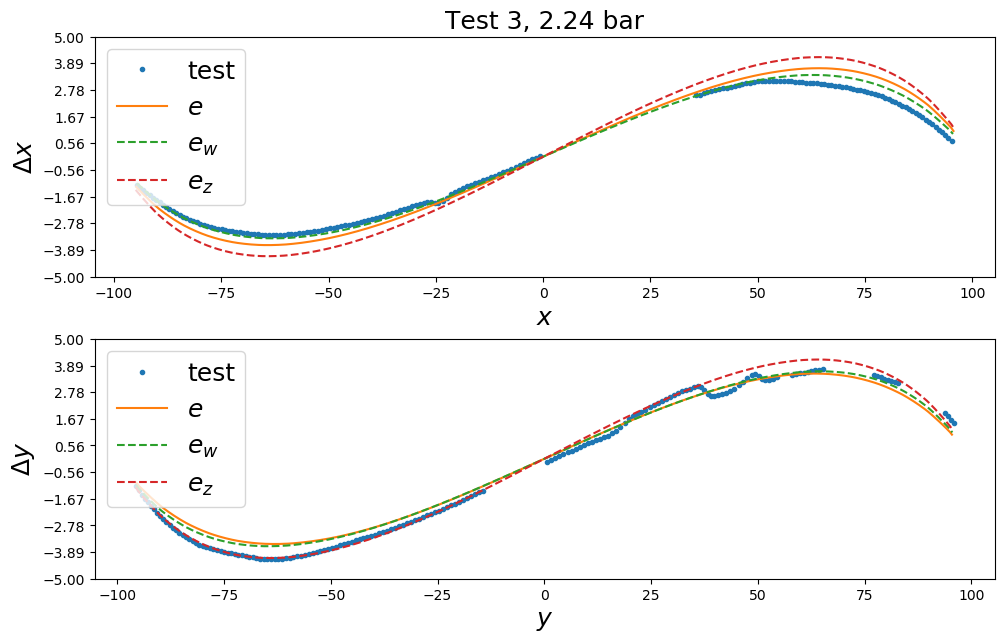 Test 3, 2.24 bar
Δx
5.00
3.89
2.78
1.67
0.56
−0.56
−1.67
−2.78
−3.89
−5.00
test
e
e_w
e_z
−100 −75 −50 −25 0 25 50 75 100
x
Δy
5.00
3.89
2.78
1.67
0.56
−0.56
−1.67
−2.78
−3.89
−5.00
test
e
e_w
e_z
−100 −75 −50 −25 0 25 50 75 100
y